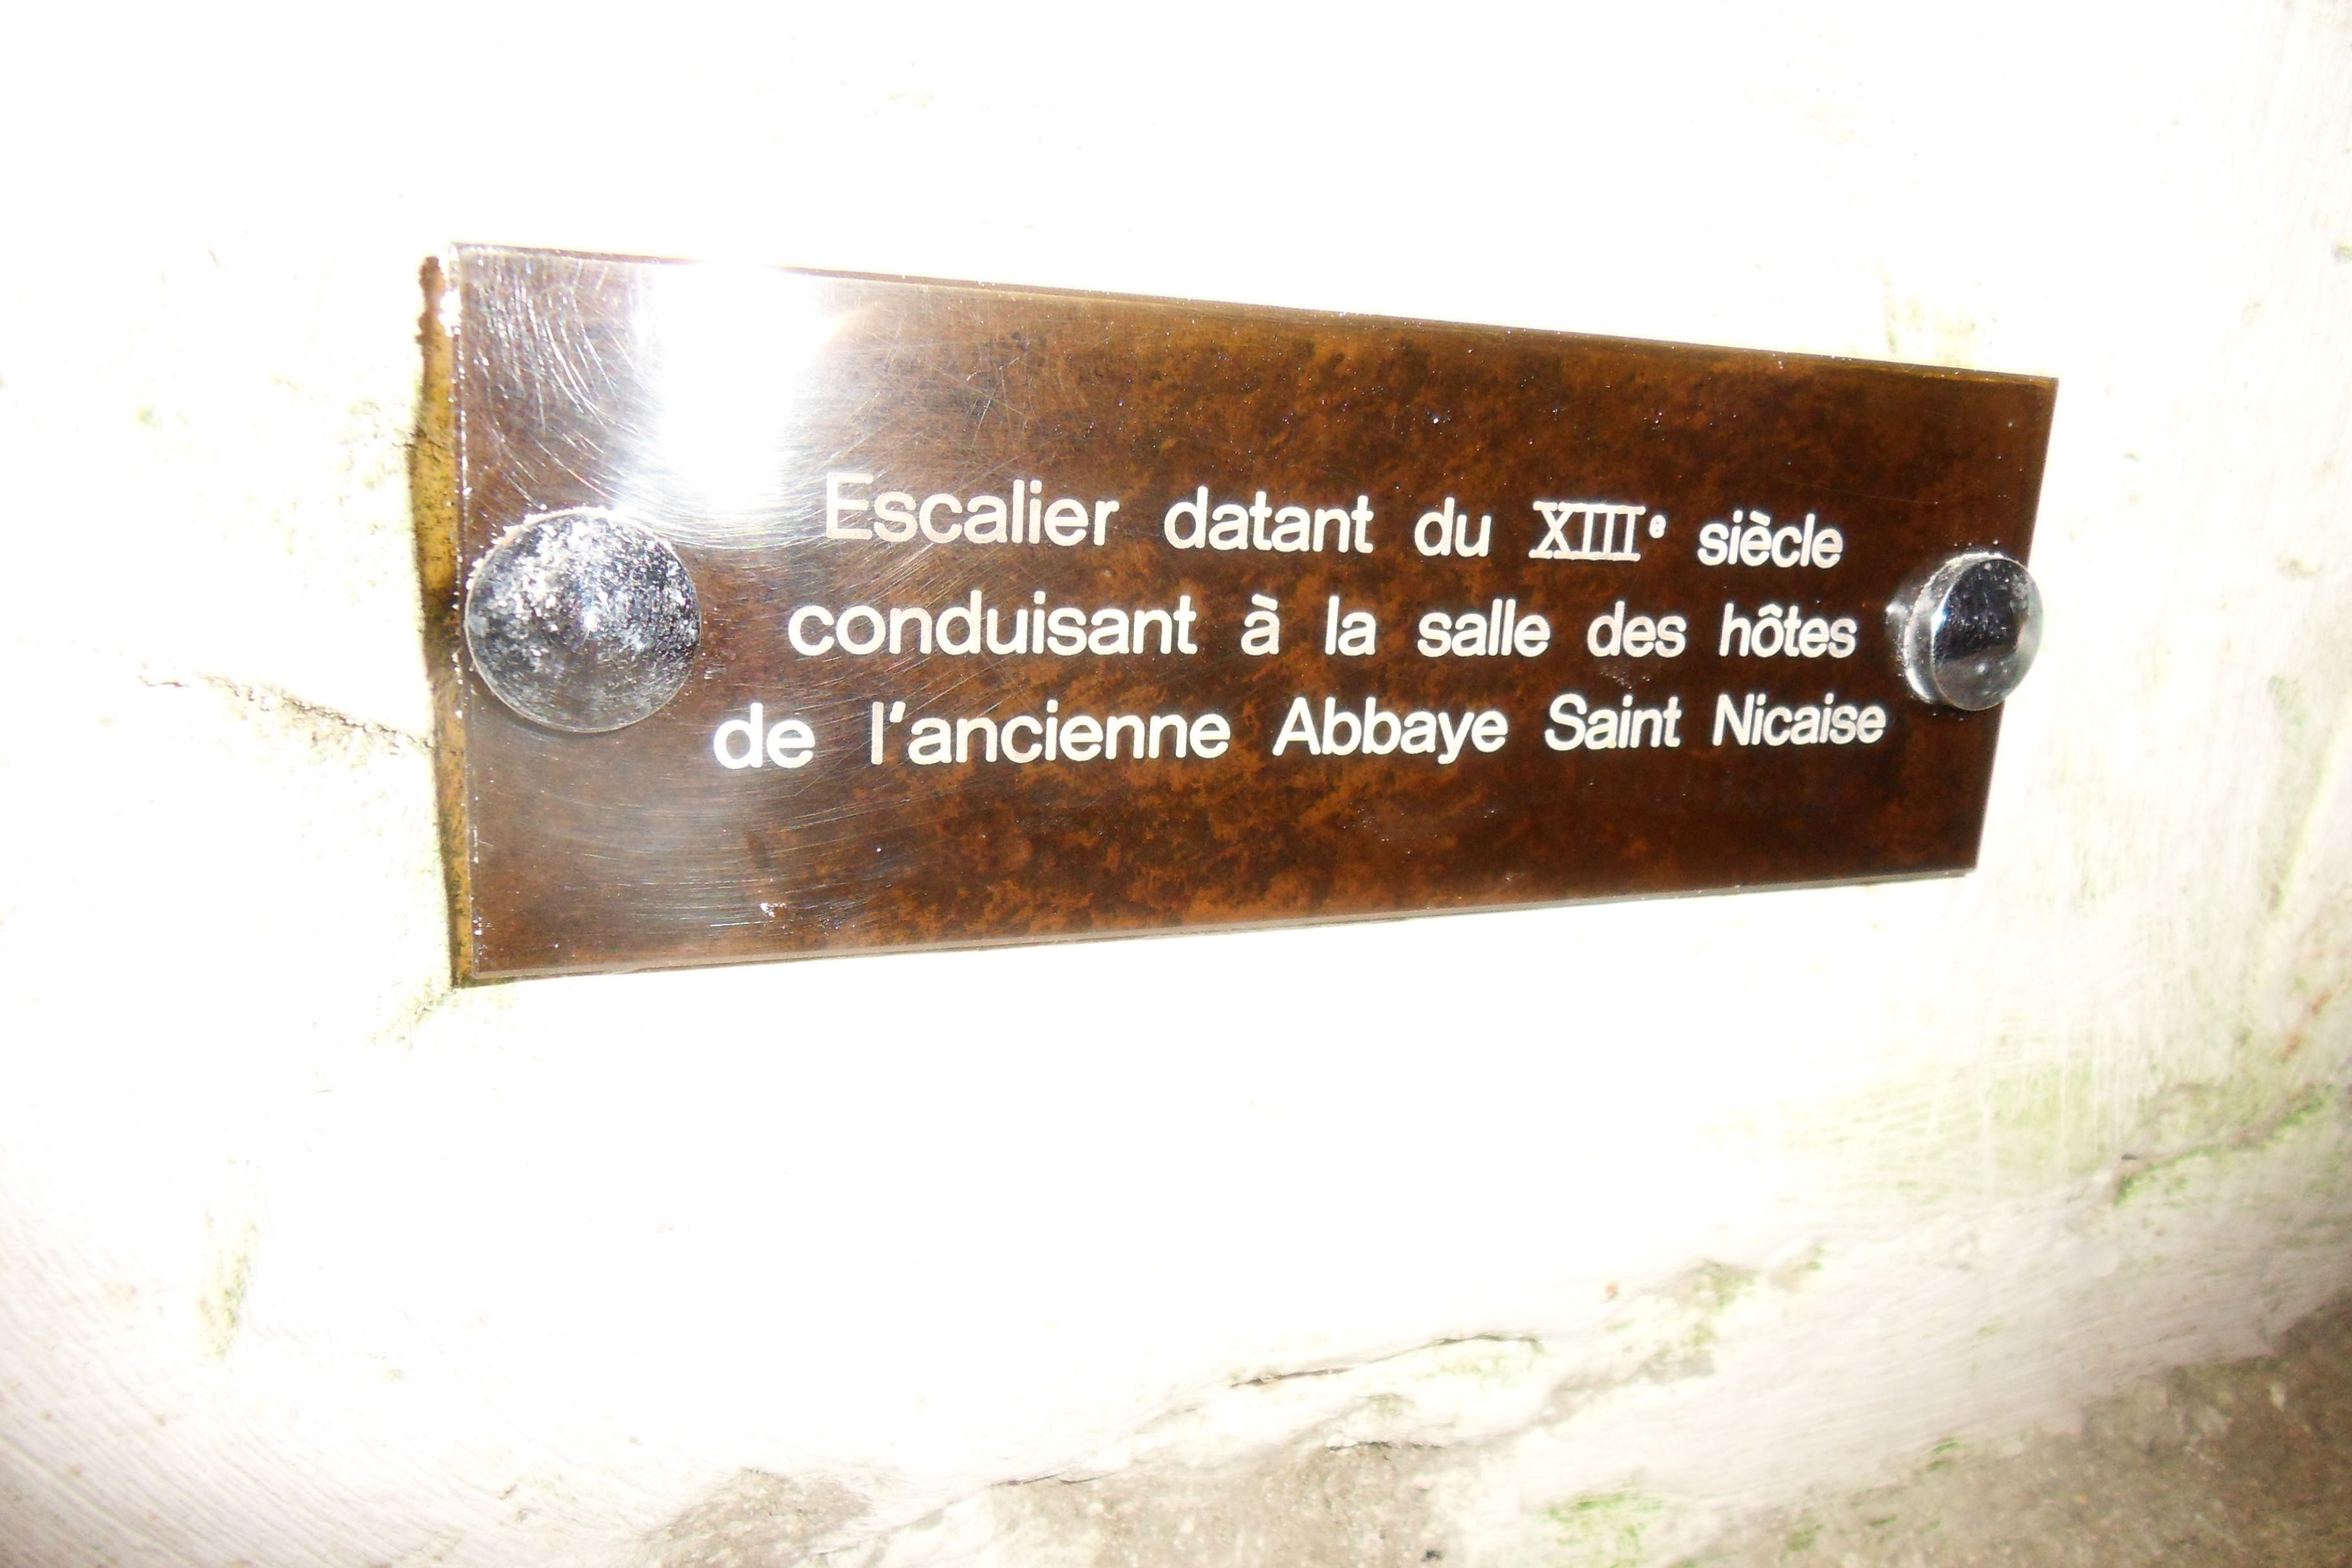 Escalier datant du XIIIe siècle
conduisant à la salle des hôtes
de l'ancienne Abbaye Saint Nicaise